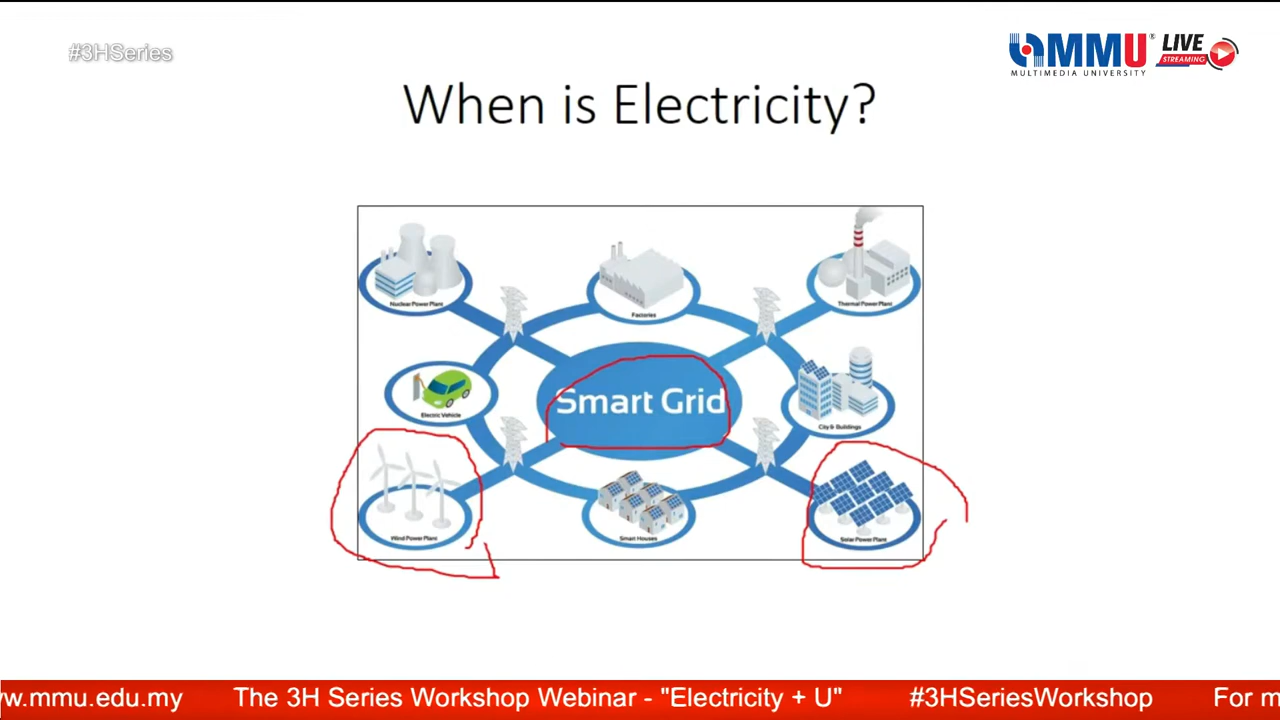 #3HSeries
MMU® LIVE
STREAMING
MULTIMEDIA UNIVERSITY
When is Electricity?
Nuclear Power Plant
Factories
Thermal Power Plant
Smart Grid
Electric Vehicle
City & Buildings
Wind Power Plant
Smart Houses
Solar Power Plant
ww.mmu.edu.my The 3H Series Workshop Webinar - "Electricity + U" #3HSeriesWorkshop For m